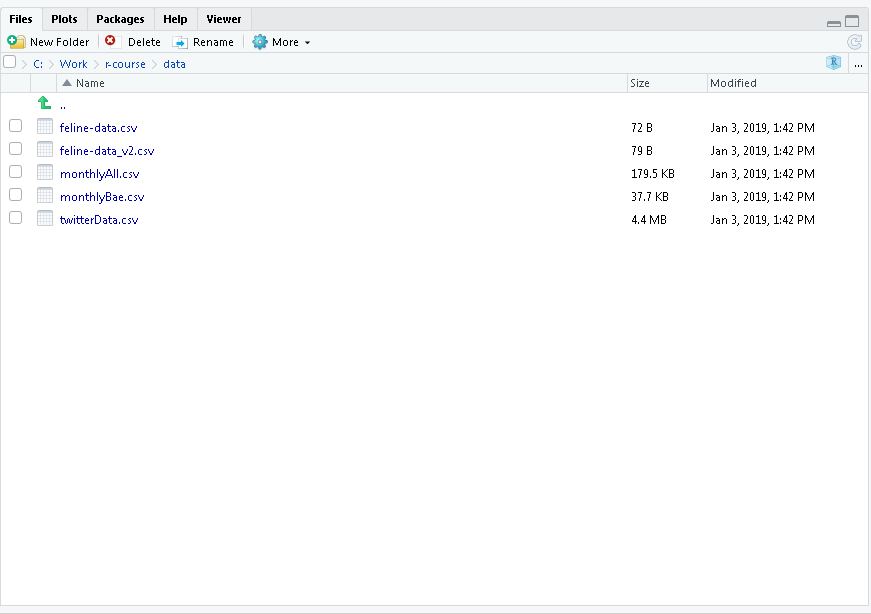 Files Plots Packages Help Viewer
New Folder Delete Rename More
C: Work r-course data R ...
Name Size Modified
..
feline-data.csv 72 B Jan 3, 2019, 1:42 PM
feline-data_v2.csv 79 B Jan 3, 2019, 1:42 PM
monthlyAll.csv 179.5 KB Jan 3, 2019, 1:42 PM
monthlyBae.csv 37.7 KB Jan 3, 2019, 1:42 PM
twitterData.csv 4.4 MB Jan 3, 2019, 1:42 PM